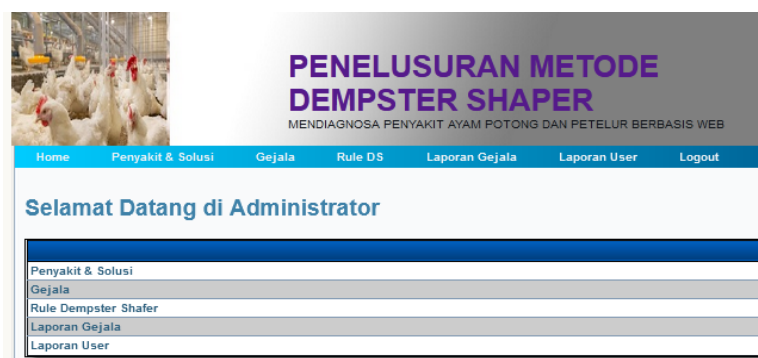 PENELUSURAN METODE
DEMPSTER SHAPER
MENDIAGNOSA PENYAKIT AYAM POTONG DAN PETELUR BERBASIS WEB
Home Penyakit & Solusi Gejala Rule DS Laporan Gejala Laporan User Logout
Selamat Datang di Administrator
Penyakit & Solusi
Gejala
Rule Dempster Shafer
Laporan Gejala
Laporan User